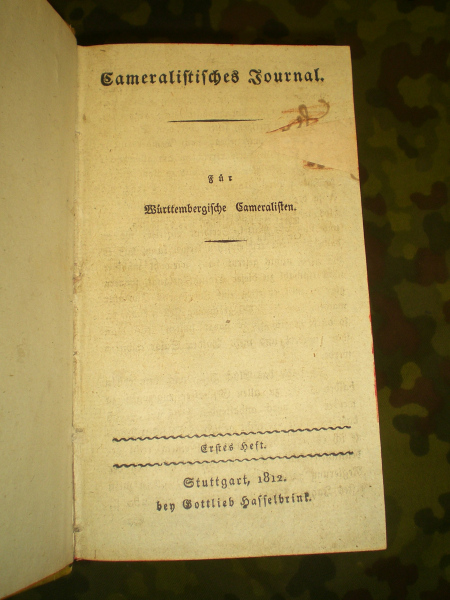 Cameralistisches Journal.
Für
Württembergische Cameralisten.
Erstes Heft.
Stuttgart, 1812.
bey Gottlieb Hasselbrink.